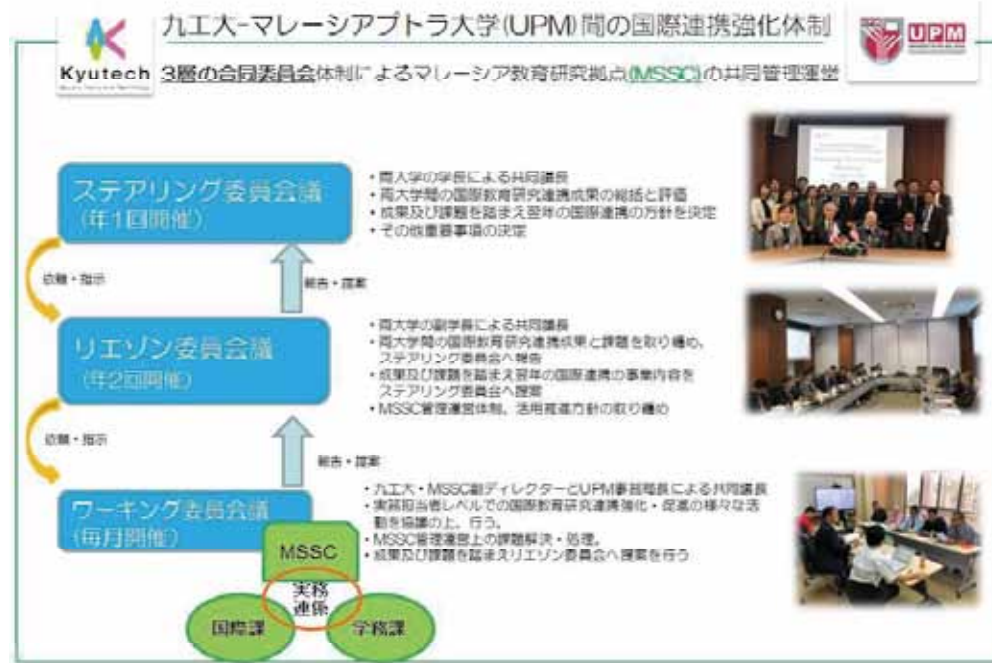 九工大-マレーシアプトラ大学(UPM)間の国際連携強化体制
Kyutech
UPM
3層の合同委員会体制によるマレーシア教育研究拠点(MSSC)の共同管理運営
ステアリング委員会議
(年1回開催)
・両大学の学長による共同議長
・両大学間の国際教育研究連携成果の総括と評価
・成果及び課題を踏まえ翌年の国際連携の方針を決定
・その他重要事項の決定
依頼・指示
報告・提案
リエゾン委員会議
(年2回開催)
・両大学の副学長による共同議長
・両大学間の国際教育研究連携成果と課題を取り纏め、
ステアリング委員会へ報告
・成果及び課題を踏まえ翌年の国際連携の事業内容を
ステアリング委員会へ提案
・MSSC管理運営体制、活用推進方針の取り纏め
依頼・指示
報告・提案
ワーキング委員会議
(毎月開催)
・九工大・MSSC副ディレクターとUPM事務局長による共同議長
・実務担当者レベルでの国際教育研究連携強化・促進の様々な活
動を協議の上、行う。
・MSSC管理運営上の課題解決・処理。
・成果及び課題を踏まえリエゾン委員会へ提案を行う
MSSC
実務
連係
国際課
学務課